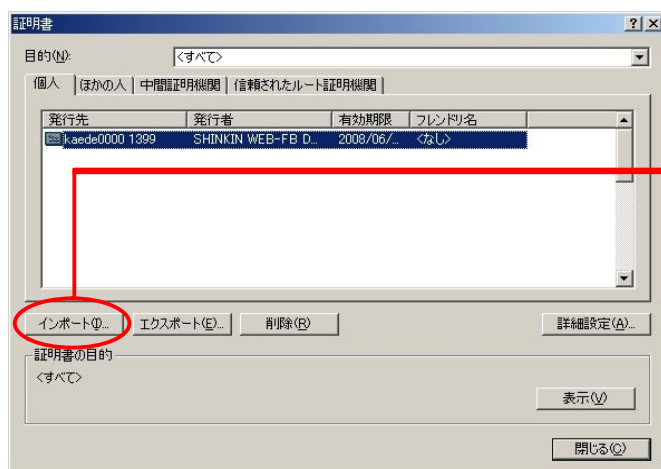 証明書
目的(N): <すべて>
個人 ほかの人 中間証明機関 信頼されたルート証明機関
発行先 発行者 有効期限 フレンドリ名
kaede0000 1399 SHINKIN WEB-FB D... 2008/06/... <なし>
インポート(I)... エクスポート(E)... 削除(R) 詳細設定(A)...
証明書の目的
<すべて>
表示(V)
閉じる(C)